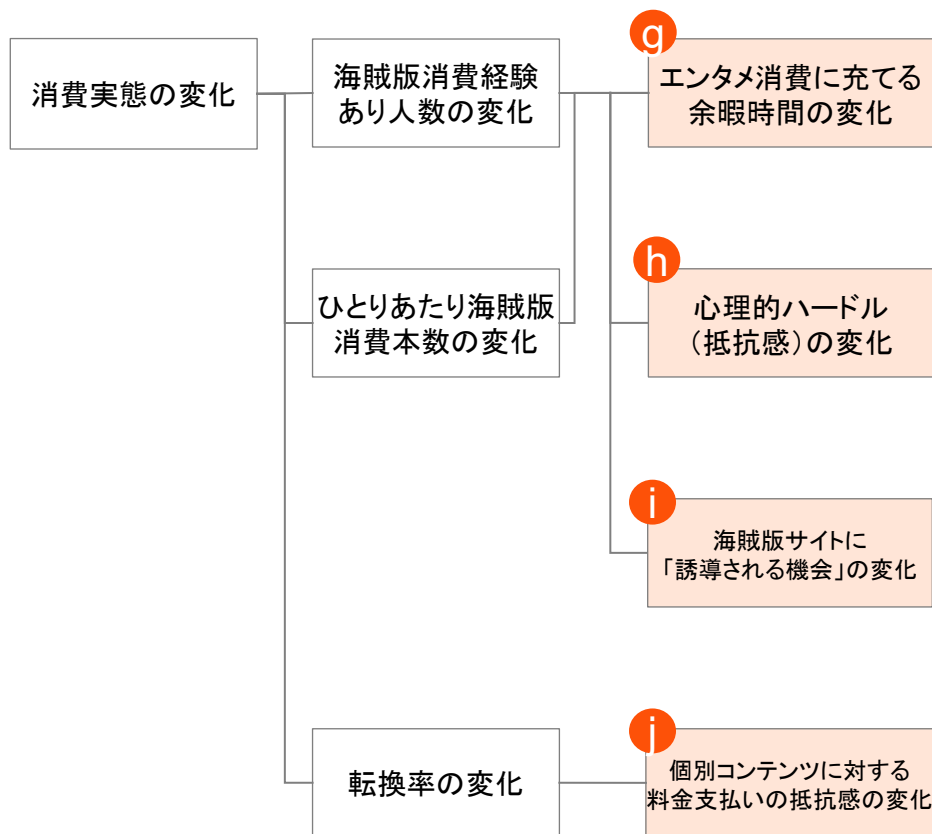 消費実態の変化
海賊版消費経験
あり人数の変化
g
エンタメ消費に充てる
余暇時間の変化
ひとりあたり海賊版
消費本数の変化
h
心理的ハードル
（抵抗感）の変化
i
海賊版サイトに
「誘導される機会」の変化
転換率の変化
j
個別コンテンツに対する
料金支払いの抵抗感の変化